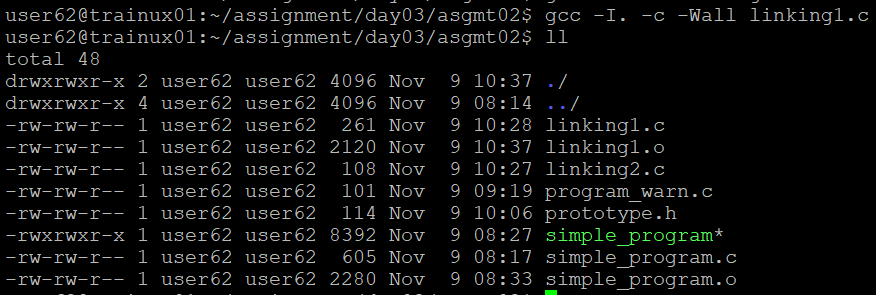 user62@trainux01:~/assignment/day03/asgmt02$ gcc -I. -c -Wall linking1.c
user62@trainux01:~/assignment/day03/asgmt02$ ll
total 48
drwxrwxr-x 2 user62 user62 4096 Nov  9 10:37 ./
drwxrwxr-x 4 user62 user62 4096 Nov  9 08:14 ../
-rw-rw-r-- 1 user62 user62  261 Nov  9 10:28 linking1.c
-rw-rw-r-- 1 user62 user62 2120 Nov  9 10:37 linking1.o
-rw-rw-r-- 1 user62 user62  108 Nov  9 10:27 linking2.c
-rw-rw-r-- 1 user62 user62  101 Nov  9 09:19 program_warn.c
-rw-rw-r-- 1 user62 user62  114 Nov  9 10:06 prototype.h
-rwxrwxr-x 1 user62 user62 8392 Nov  9 08:27 simple_program*
-rw-rw-r-- 1 user62 user62  605 Nov  9 08:17 simple_program.c
-rw-rw-r-- 1 user62 user62 2280 Nov  9 08:33 simple_program.o